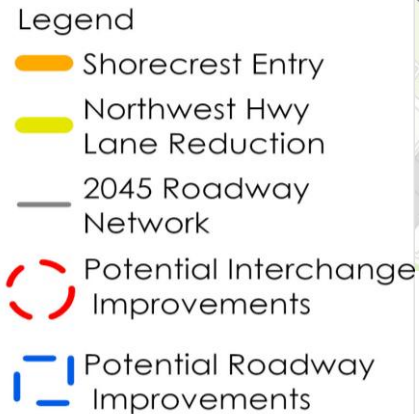 Legend
Shorecrest Entry
Northwest Hwy
Lane Reduction
2045 Roadway
Network
Potential Interchange
Improvements
Potential Roadway
Improvements